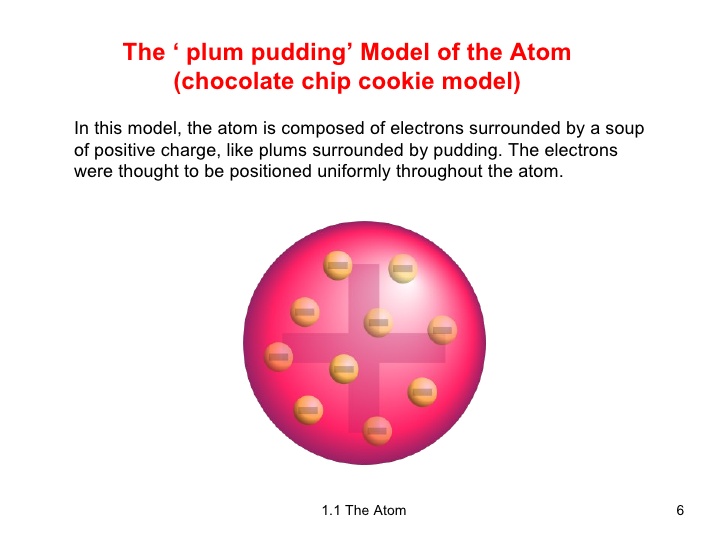 The ‘ plum pudding’ Model of the Atom
(chocolate chip cookie model)
In this model, the atom is composed of electrons surrounded by a soup
of positive charge, like plums surrounded by pudding. The electrons
were thought to be positioned uniformly throughout the atom.
1.1 The Atom
6